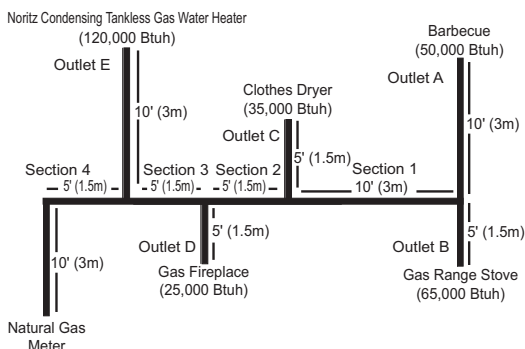 Noritz Condensing Tankless Gas Water Heater
(120,000 Btuh)
Outlet E
10' (3m)
Barbecue
(50,000 Btuh)
Outlet A
10' (3m)
Clothes Dryer
(35,000 Btuh)
Outlet C
5' (1.5m)
Section 4
5' (1.5m)
Section 3
5' (1.5m)
Section 2
5' (1.5m)
Section 1
10' (3m)
10' (3m)
Natural Gas
Meter
Outlet D
5' (1.5m)
Gas Fireplace
(25,000 Btuh)
Outlet B
5' (1.5m)
Gas Range Stove
(65,000 Btuh)